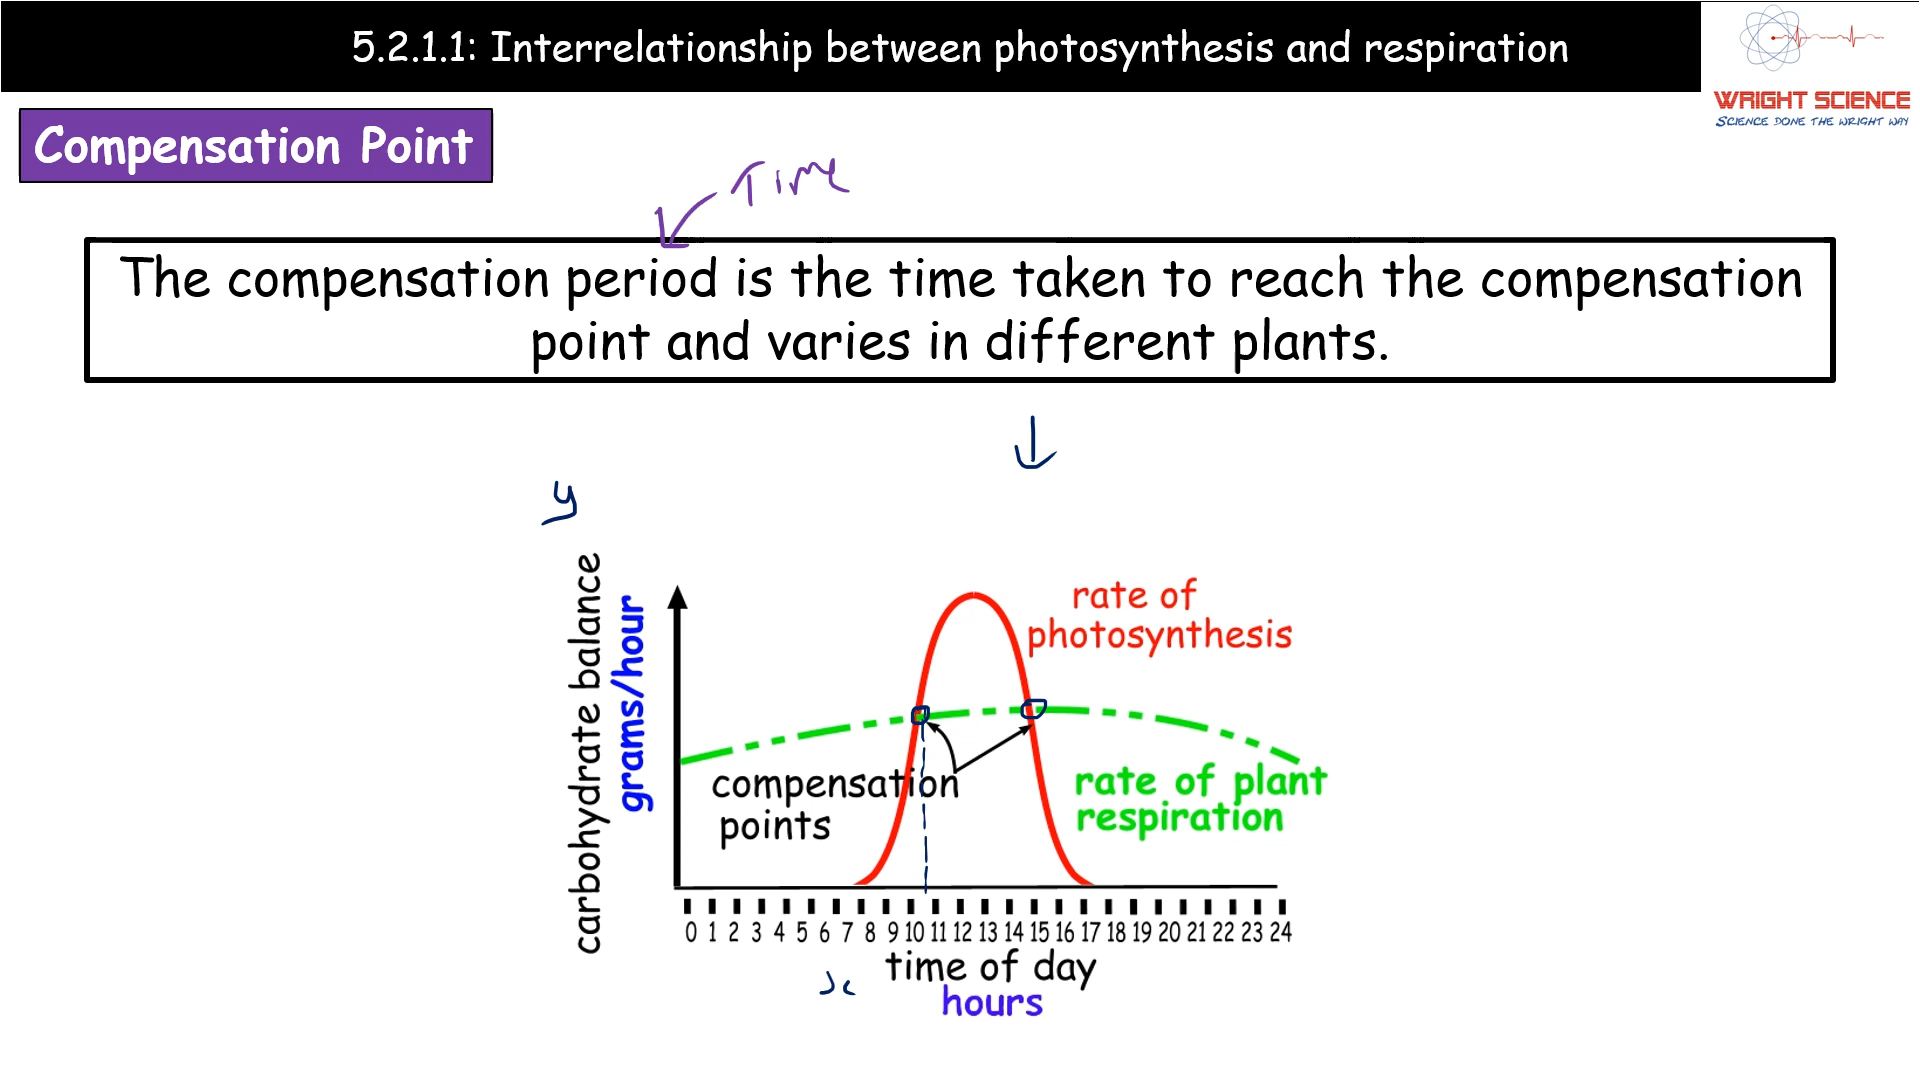 5.2.1.1: Interrelationship between photosynthesis and respiration
WRIGHT SCIENCE
SCIENCE DONE THE WRIGHT WAY
Compensation Point
Time
The compensation period is the time taken to reach the compensation
point and varies in different plants.
y
carbohydrate balance
grams/hour
rate of
photosynthesis
compensation
points
rate of plant
respiration
0 1 2 3 4 5 6 7 8 9 10 11 12 13 14 15 16 17 18 19 20 21 22 23 24
x
time of day
hours